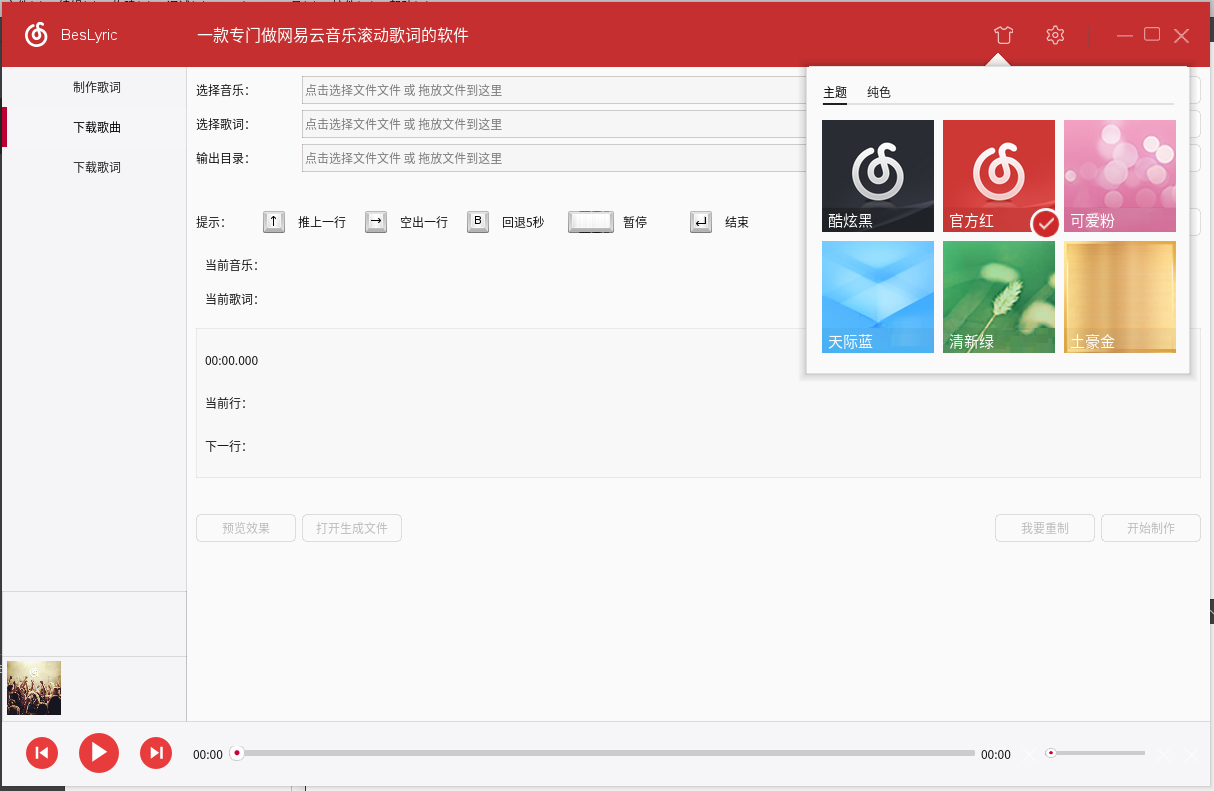 BesLyric 一款专门做网易云音乐滚动歌词的软件
制作歌词
下载歌曲
下载歌词
选择音乐: 点击选择文件文件 或 拖放文件到这里
选择歌词: 点击选择文件文件 或 拖放文件到这里
输出目录: 点击选择文件文件 或 拖放文件到这里
提示: ↑ 推上一行 → 空出一行 B 回退5秒 暂停 ↵ 结束
当前音乐:
当前歌词:
00:00.000
当前行:
下一行:
主题 纯色
酷炫黑 官方红 可爱粉
天际蓝 清新绿 土豪金
预览效果 打开生成文件 我要重制 开始制作
00:00 00:00